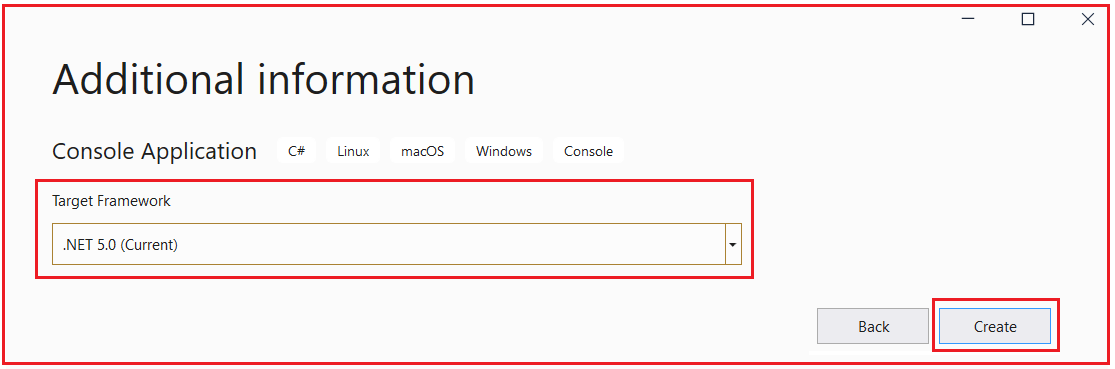 Additional information
Console Application C# Linux macOS Windows Console
Target Framework
.NET 5.0 (Current)
Back Create